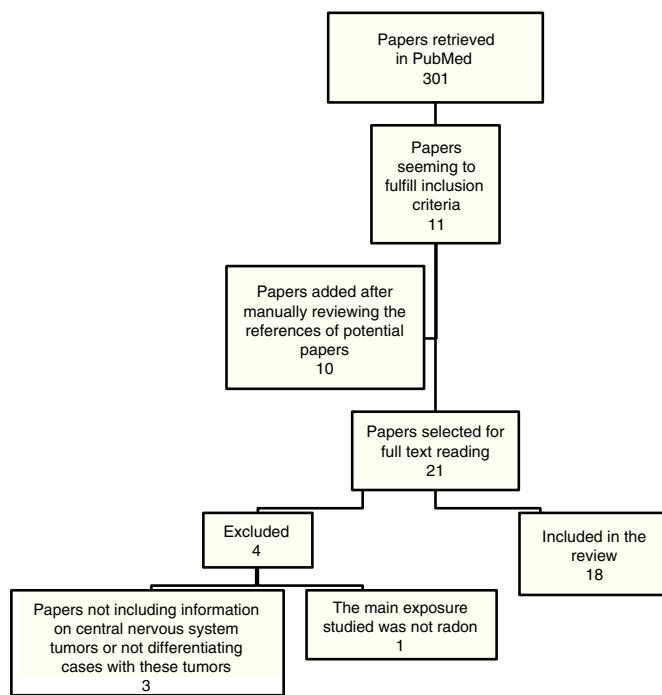 Papers retrieved
in PubMed
301
Papers
seeming to
fulfill inclusion
criteria
11
Papers added after
manually reviewing the
references of potential
papers
10
Papers selected for
full text reading
21
Excluded
4
Included in the
review
18
Papers not including information
on central nervous system
tumors or not differentiating
cases with these tumors
3
The main exposure
studied was not radon
1